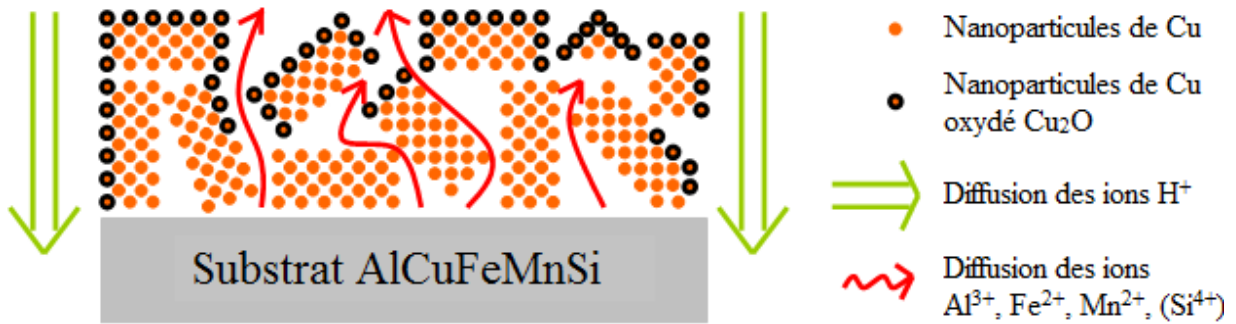 Nanoparticules de Cu
Nanoparticules de Cu
oxydé Cu₂O
Diffusion des ions H⁺
Substrat AlCuFeMnSi
Diffusion des ions
Al³⁺, Fe²⁺, Mn²⁺, (Si⁴⁺)